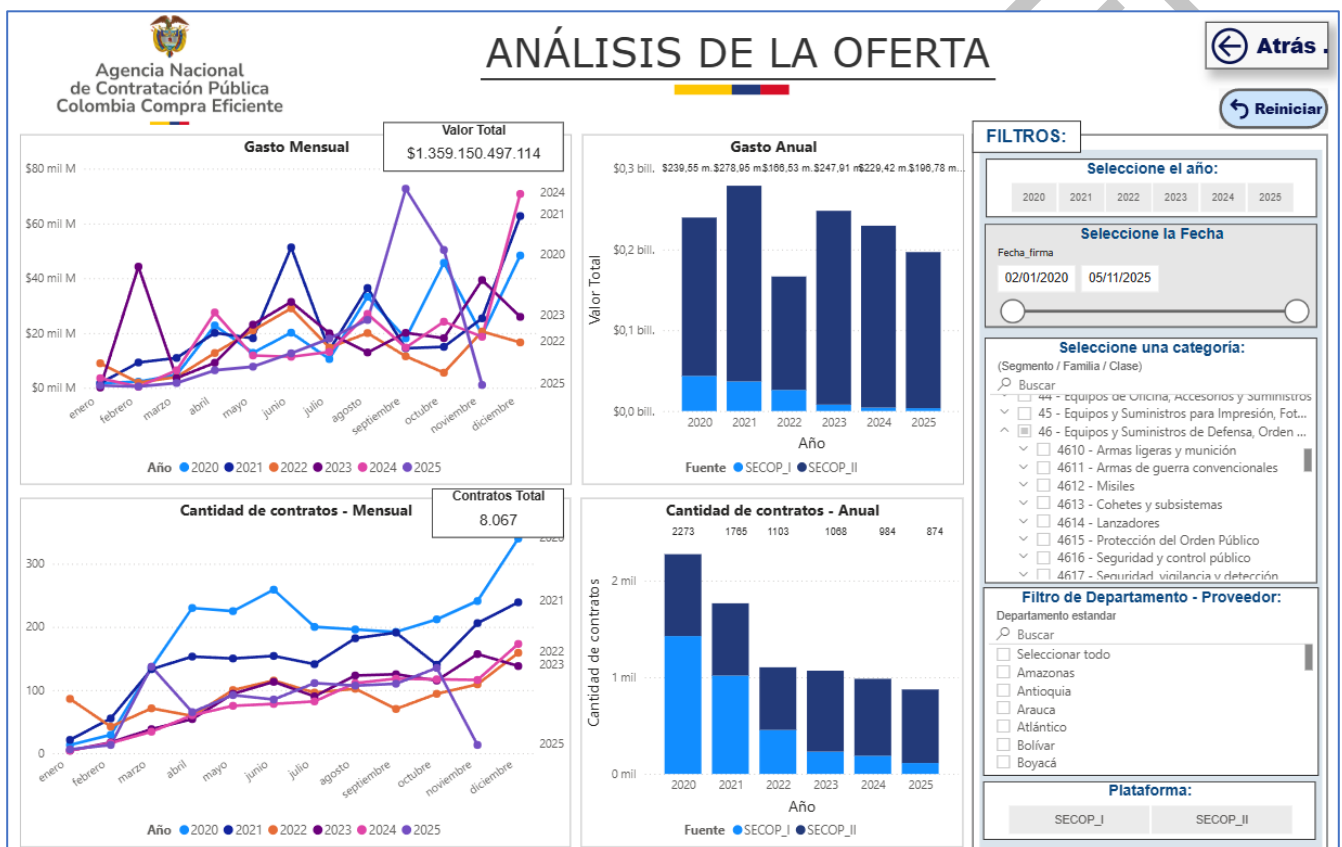 Agencia Nacional
de Contratación Pública
Colombia Compra Eficiente
ANÁLISIS DE LA OFERTA
Atrás .
Reiniciar
Gasto Mensual
Valor Total
$1.359.150.497.114
$80 mil M
$60 mil M
$40 mil M
$20 mil M
$0 mil M
2024
2021
2020
2023
2022
2025
enero
febrero
marzo
abril
mayo
junio
julio
agosto
septiembre
octubre
noviembre
diciembre
Año 2020 2021 2022 2023 2024 2025
Gasto Anual
$239,55 m... $278,95 m... $166,53 m... $247,91 m... $229,42 m... $196,78 m...
$0,3 bill.
$0,2 bill.
$0,1 bill.
$0,0 bill.
Valor Total
2020 2021 2022 2023 2024 2025
Año
Fuente SECOP_I SECOP_II
Cantidad de contratos - Mensual
Contratos Total
8.067
300
200
100
0
2020
2021
2022
2023
2025
enero
febrero
marzo
abril
mayo
junio
julio
agosto
septiembre
octubre
noviembre
diciembre
Año 2020 2021 2022 2023 2024 2025
Cantidad de contratos - Anual
2273 1765 1103 1068 984 874
2 mil
1 mil
0 mil
Cantidad de contratos
2020 2021 2022 2023 2024 2025
Año
Fuente SECOP_I SECOP_II
FILTROS:
Seleccione el año:
2020 2021 2022 2023 2024 2025
Seleccione la Fecha
Fecha_firma
02/01/2020 05/11/2025
Seleccione una categoría:
(Segmento / Familia / Clase)
Buscar
44 - Equipos de Oficina, Accesorios y Suministros
45 - Equipos y Suministros para Impresión, Fot...
46 - Equipos y Suministros de Defensa, Orden ...
4610 - Armas ligeras y munición
4611 - Armas de guerra convencionales
4612 - Misiles
4613 - Cohetes y subsistemas
4614 - Lanzadores
4615 - Protección del Orden Público
4616 - Seguridad y control público
4617 - Seguridad, vigilancia y detección
Filtro de Departamento - Proveedor:
Departamento estandar
Buscar
Seleccionar todo
Amazonas
Antioquia
Arauca
Atlántico
Bolívar
Boyacá
Plataforma:
SECOP_I SECOP_II